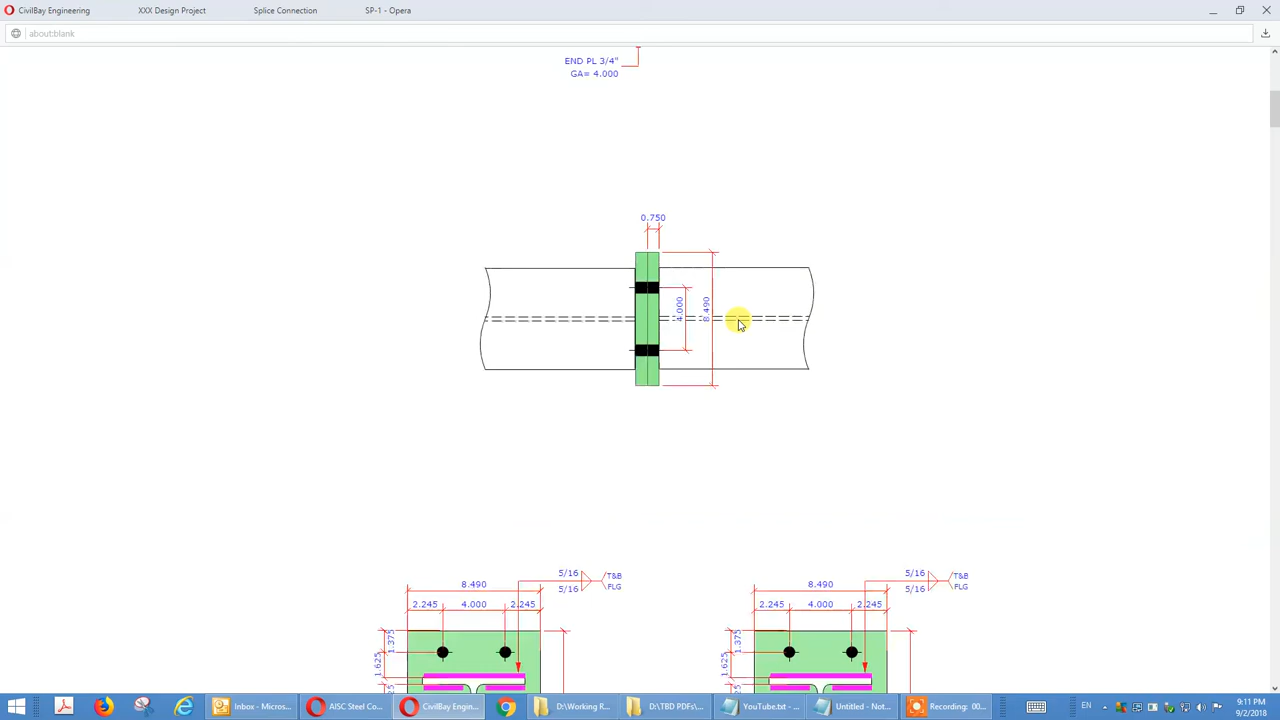 CivilBay Engineering XXX Design Project Splice Connection SP-1 - Opera
about:blank
END PL 3/4"
GA= 4.000
0.750
4.000
8.490
5/16 T&B
5/16 FLG
8.490
2.245 4.000 2.245
1.375
1.625
5/16 T&B
5/16 FLG
8.490
2.245 4.000 2.245
1.375
1.625
Inbox - Micros... AISC Steel Co... CivilBay Engin... D:\Working R... D:\TBD PDFs/... YouTube.txt - ... Untitled - Not... Recording: 00... EN 9:11 PM
9/2/2018